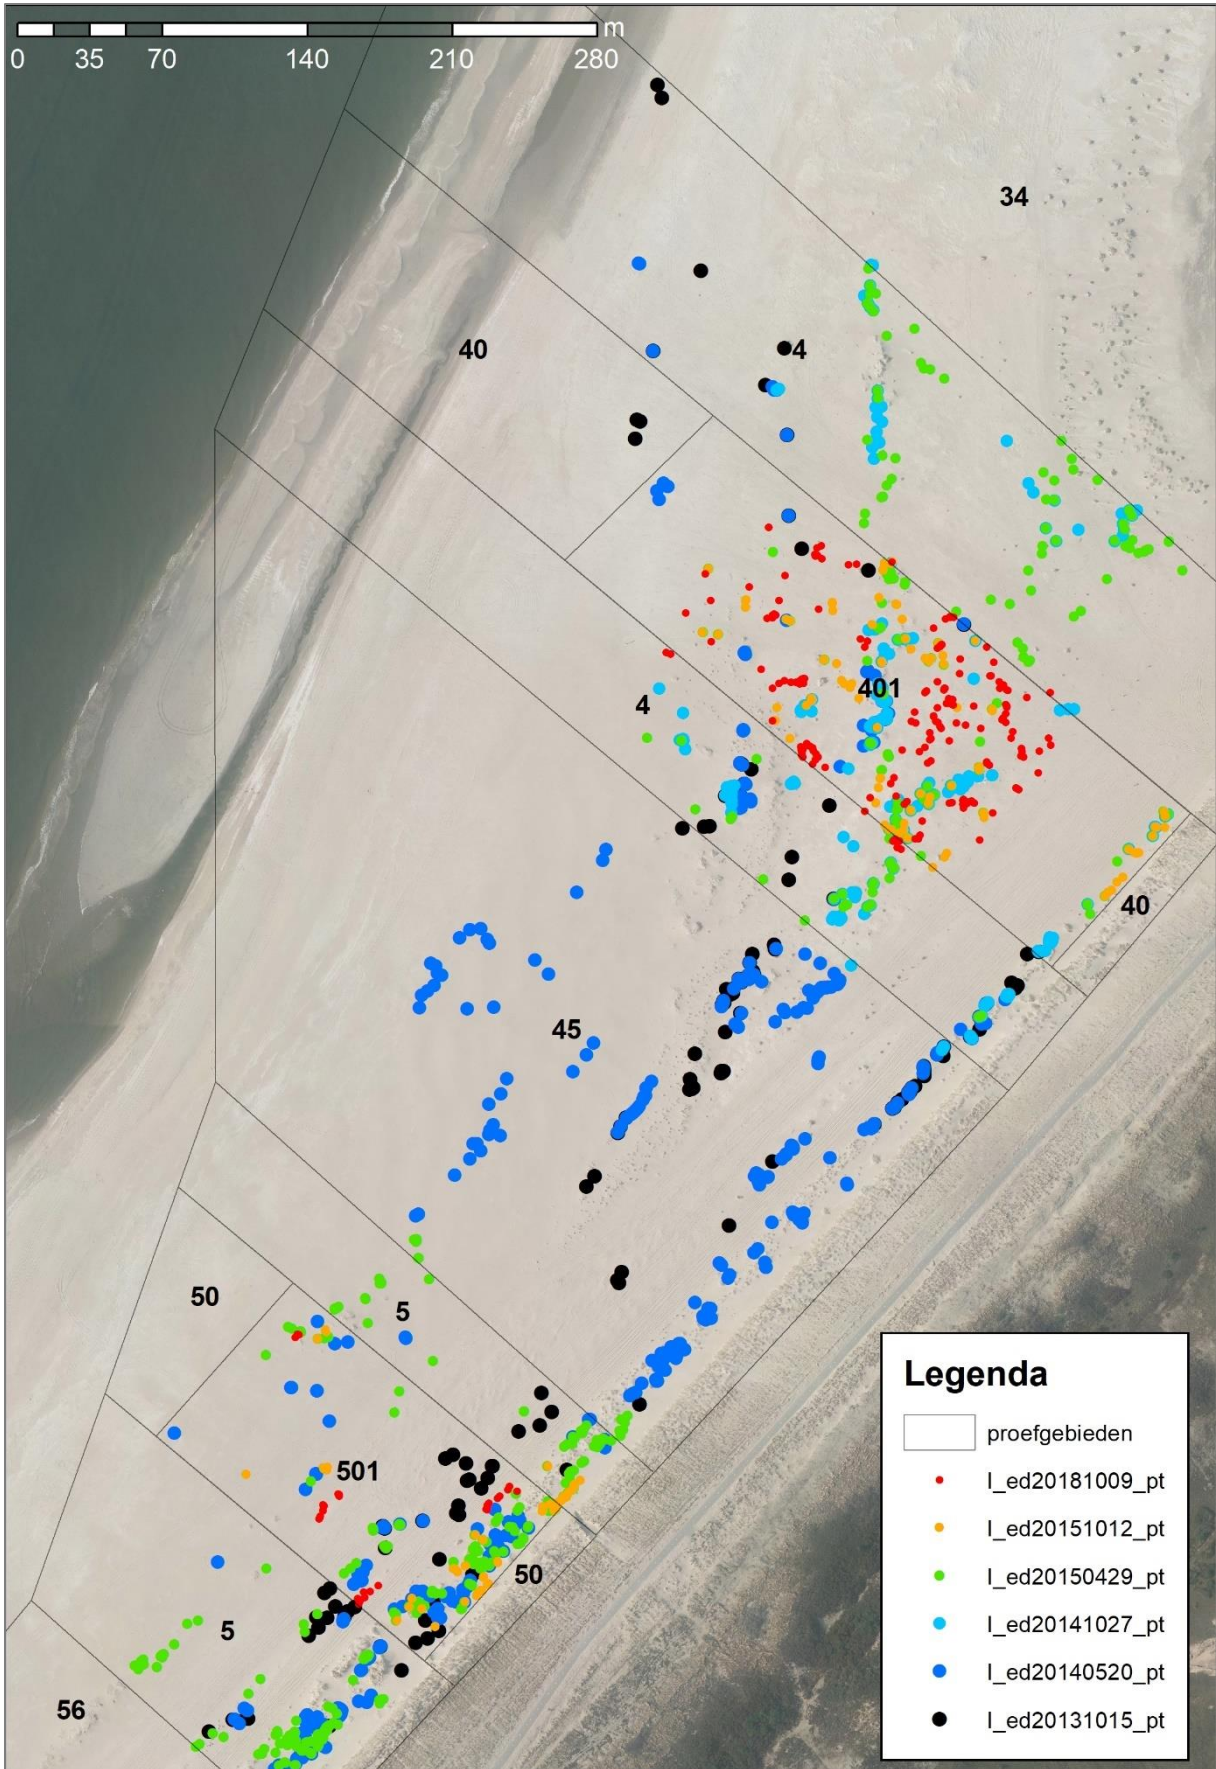 m
0 35 70 140 210 280
34
40 4
401
4
40
45
50 5
501
50
5
56
Legenda
proefgebieden
l_ed20181009_pt
l_ed20151012_pt
l_ed20150429_pt
l_ed20141027_pt
l_ed20140520_pt
l_ed20131015_pt